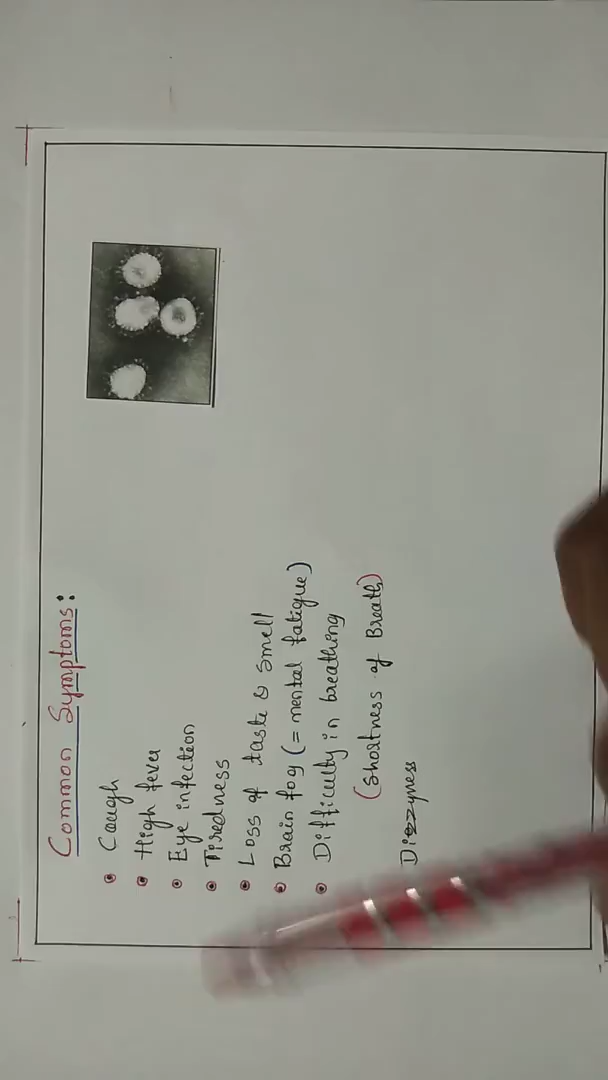 Common Symptoms:
• Cough
• High fever
• Eye infection
• Tiredness
• Loss of taste & smell
• Brain fog (= mental fatigue)
• Difficulty in breathing
(Shortness of Breath)
Dizzyness